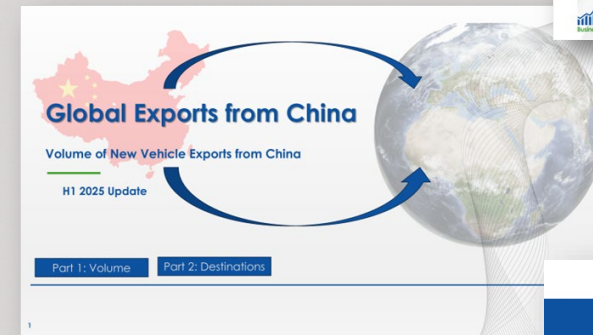 Global Exports from China
Volume of New Vehicle Exports from China
H1 2025 Update
Part 1: Volume
Part 2: Destinations
1